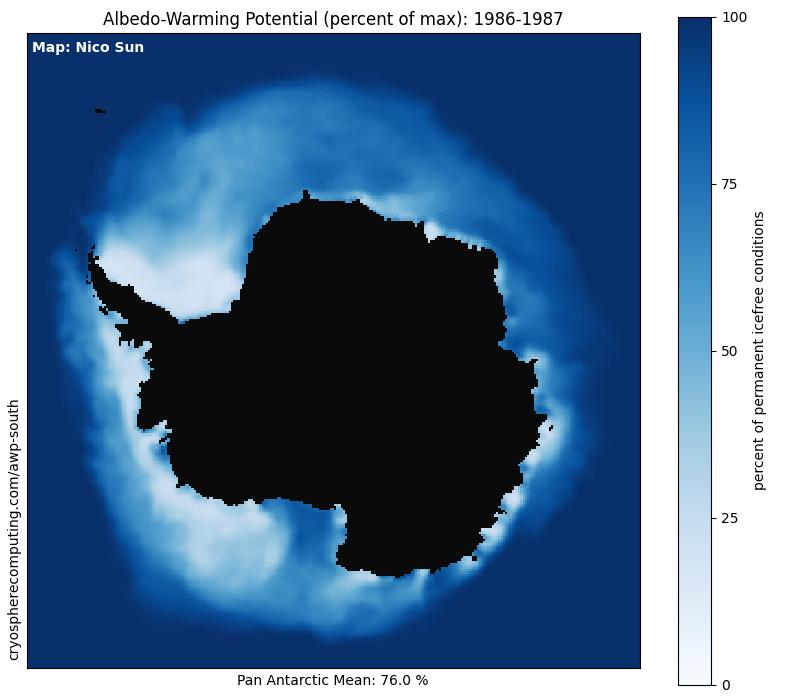 Albedo-Warming Potential (percent of max): 1986-1987
Map: Nico Sun
100
75
50
25
0
percent of permanent icefree conditions
cryospherecomputing.com/awp-south
Pan Antarctic Mean: 76.0 %